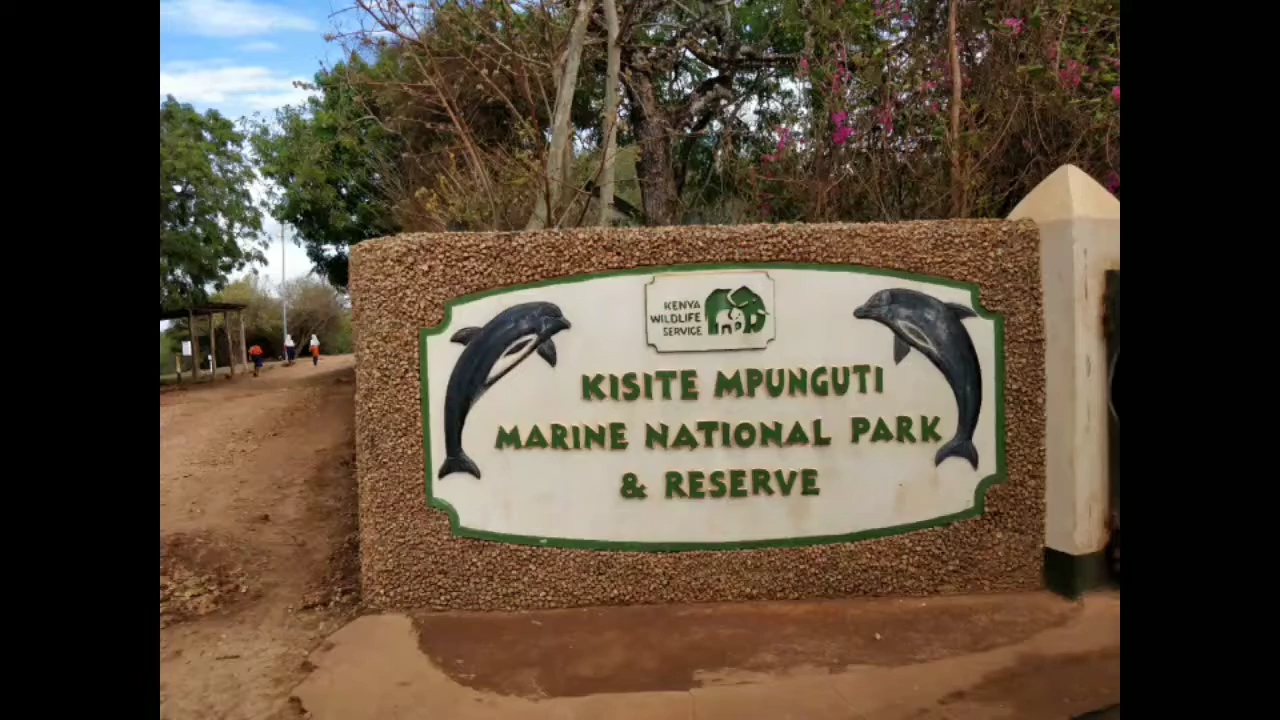 KENYA
WILDLIFE
SERVICE
KISITE MPUNGUTI
MARINE NATIONAL PARK
& RESERVE